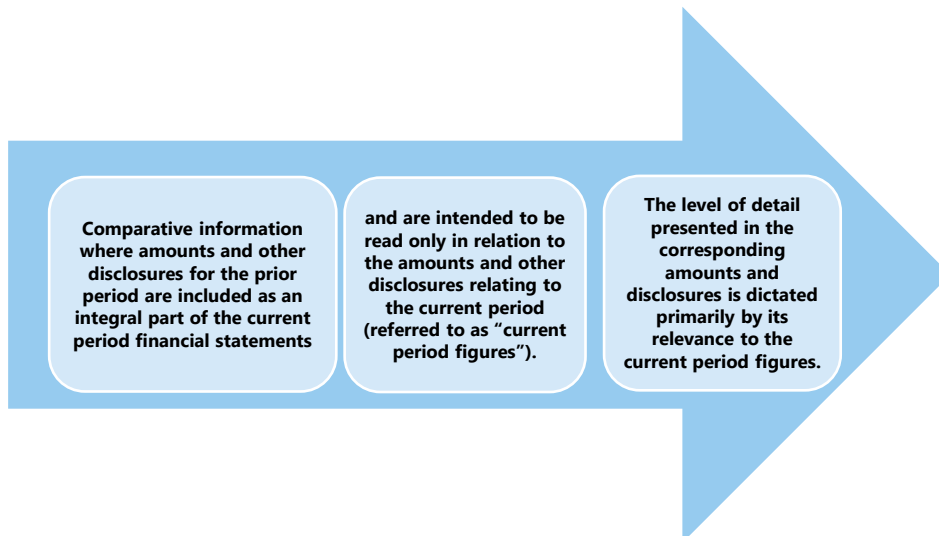 Comparative information
where amounts and other
disclosures for the prior
period are included as an
integral part of the current
period financial statements
and are intended to be
read only in relation to
the amounts and other
disclosures relating to
the current period
(referred to as “current
period figures”).
The level of detail
presented in the
corresponding
amounts and
disclosures is dictated
primarily by its
relevance to the
current period figures.